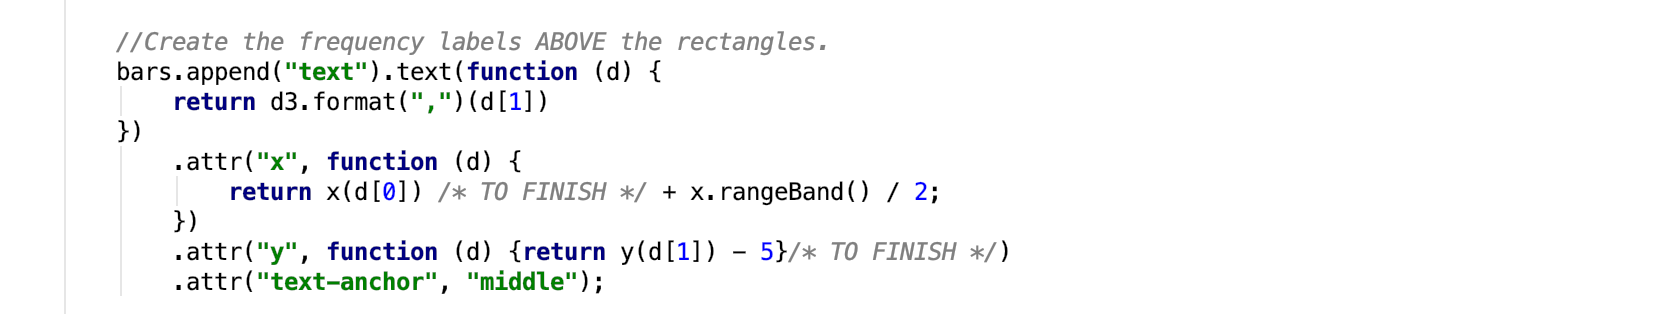 //Create the frequency labels ABOVE the rectangles.
bars.append("text").text(function (d) {
    return d3.format(",")(d[1])
})
    .attr("x", function (d) {
        return x(d[0]) /* TO FINISH */ + x.rangeBand() / 2;
    })
    .attr("y", function (d) {return y(d[1]) - 5}/* TO FINISH */)
    .attr("text-anchor", "middle");